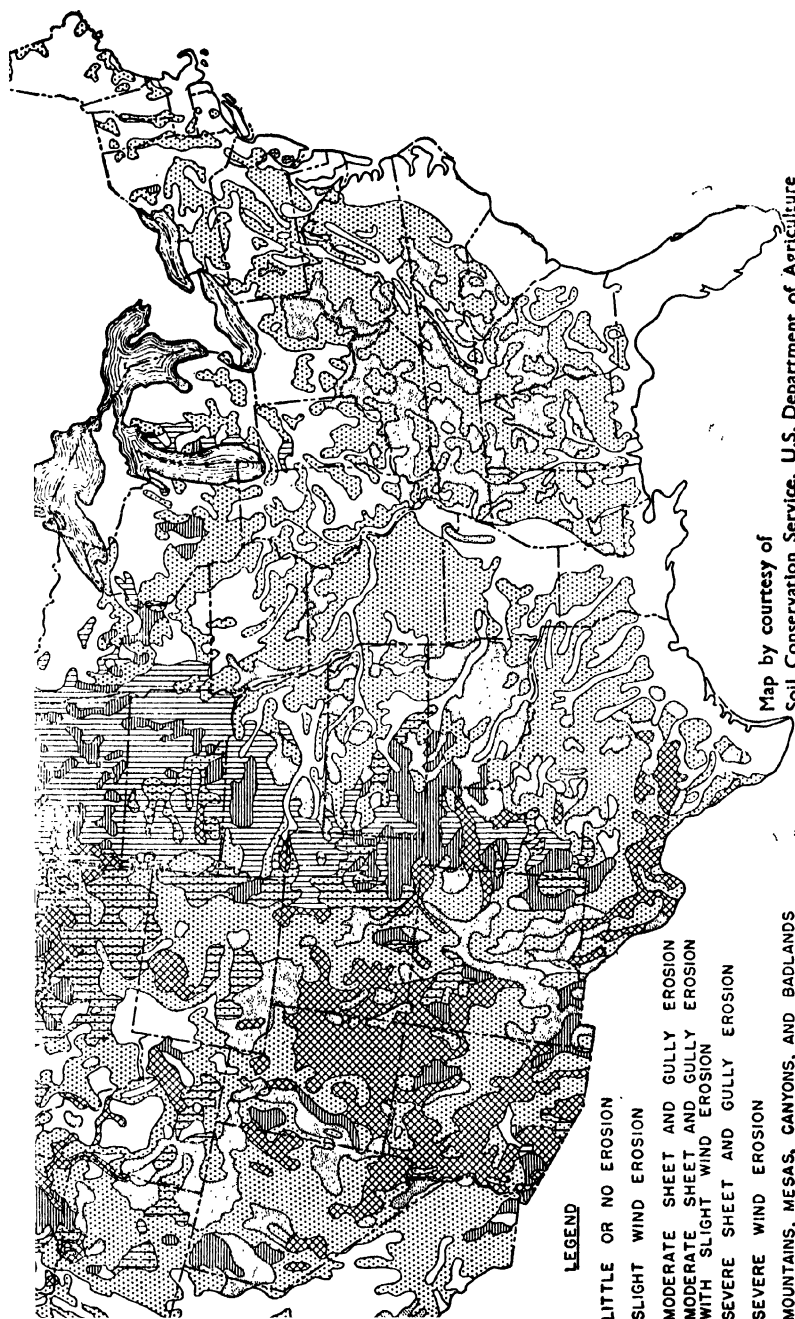 LEGEND
LITTLE OR NO EROSION
SLIGHT WIND EROSION
MODERATE SHEET AND GULLY EROSION
MODERATE SHEET AND GULLY EROSION
WITH SLIGHT WIND EROSION
SEVERE SHEET AND GULLY EROSION
SEVERE WIND EROSION
MOUNTAINS, MESAS, CANYONS, AND BADLANDS
Map by courtesy of
Soil Conservation Service, U.S. Department of Agriculture